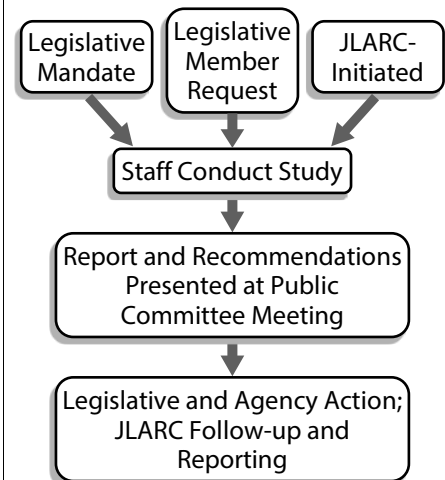 Legislative
Mandate
Legislative
Member
Request
JLARC-
Initiated
Staff Conduct Study
Report and Recommendations
Presented at Public
Committee Meeting
Legislative and Agency Action;
JLARC Follow-up and
Reporting